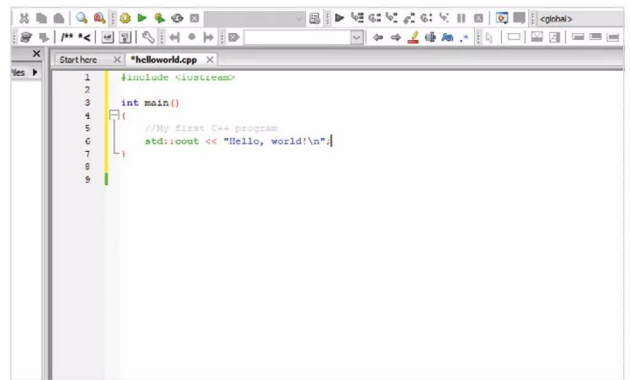 <global>
/** *<
Start here X *helloworld.cpp X
iles
1 #include <iostream>
2
3 int main()
4 {
5 //My first C++ program
6 std::cout << "Hello, world!\n";
7 }
8
9